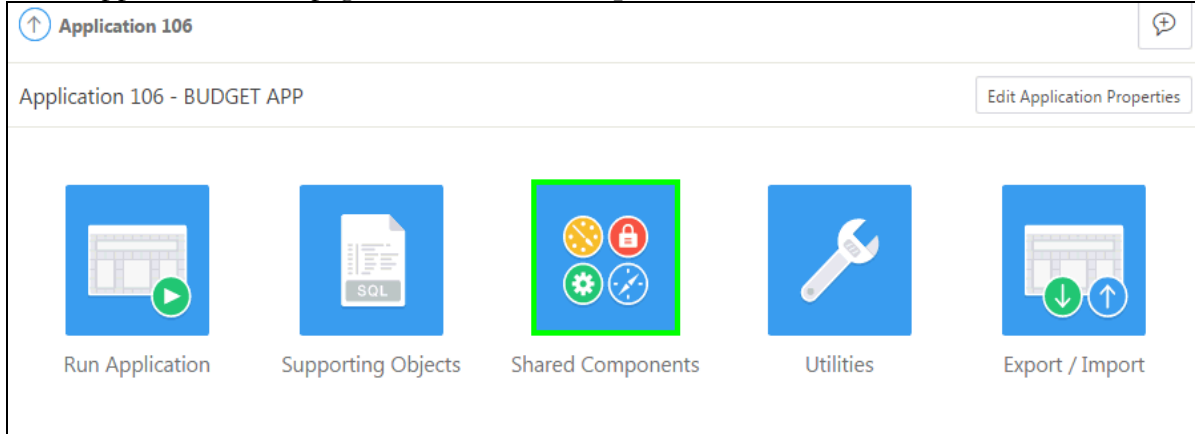 Application 106
Application 106 - BUDGET APP
Edit Application Properties
SQL
Run Application
Supporting Objects
Shared Components
Utilities
Export / Import